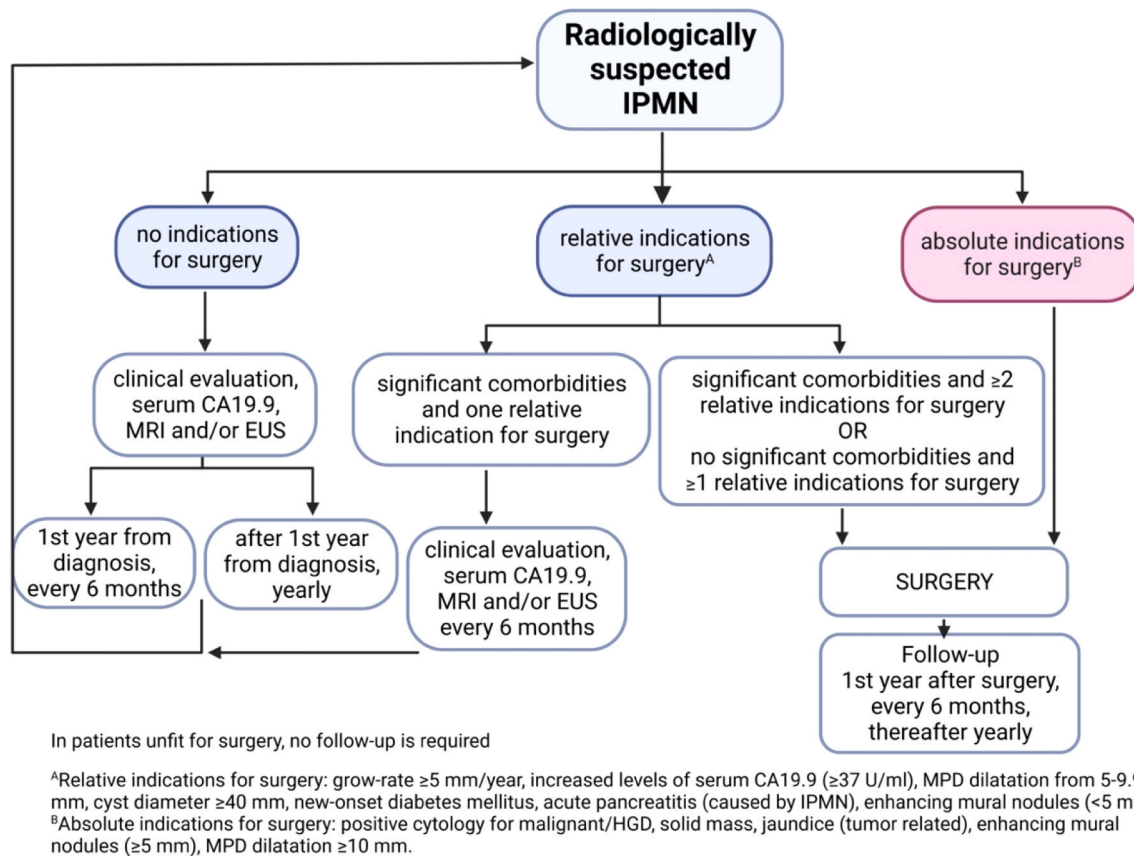 Radiologically
suspected
IPMN
no indications
for surgery
relative indications
for surgeryᴬ
absolute indications
for surgeryᴮ
clinical evaluation,
serum CA19.9,
MRI and/or EUS
significant comorbidities
and one relative
indication for surgery
significant comorbidities and ≥2
relative indications for surgery
OR
no significant comorbidities and
≥1 relative indications for surgery
1st year from
diagnosis,
every 6 months
after 1st year
from diagnosis,
yearly
clinical evaluation,
serum CA19.9,
MRI and/or EUS
every 6 months
SURGERY
Follow-up
1st year after surgery,
every 6 months,
thereafter yearly
In patients unfit for surgery, no follow-up is required
ᴬRelative indications for surgery: grow-rate ≥5 mm/year, increased levels of serum CA19.9 (≥37 U/ml), MPD dilatation from 5-9.9
mm, cyst diameter ≥40 mm, new-onset diabetes mellitus, acute pancreatitis (caused by IPMN), enhancing mural nodules (<5 m
ᴮAbsolute indications for surgery: positive cytology for malignant/HGD, solid mass, jaundice (tumor related), enhancing mural
nodules (≥5 mm), MPD dilatation ≥10 mm.